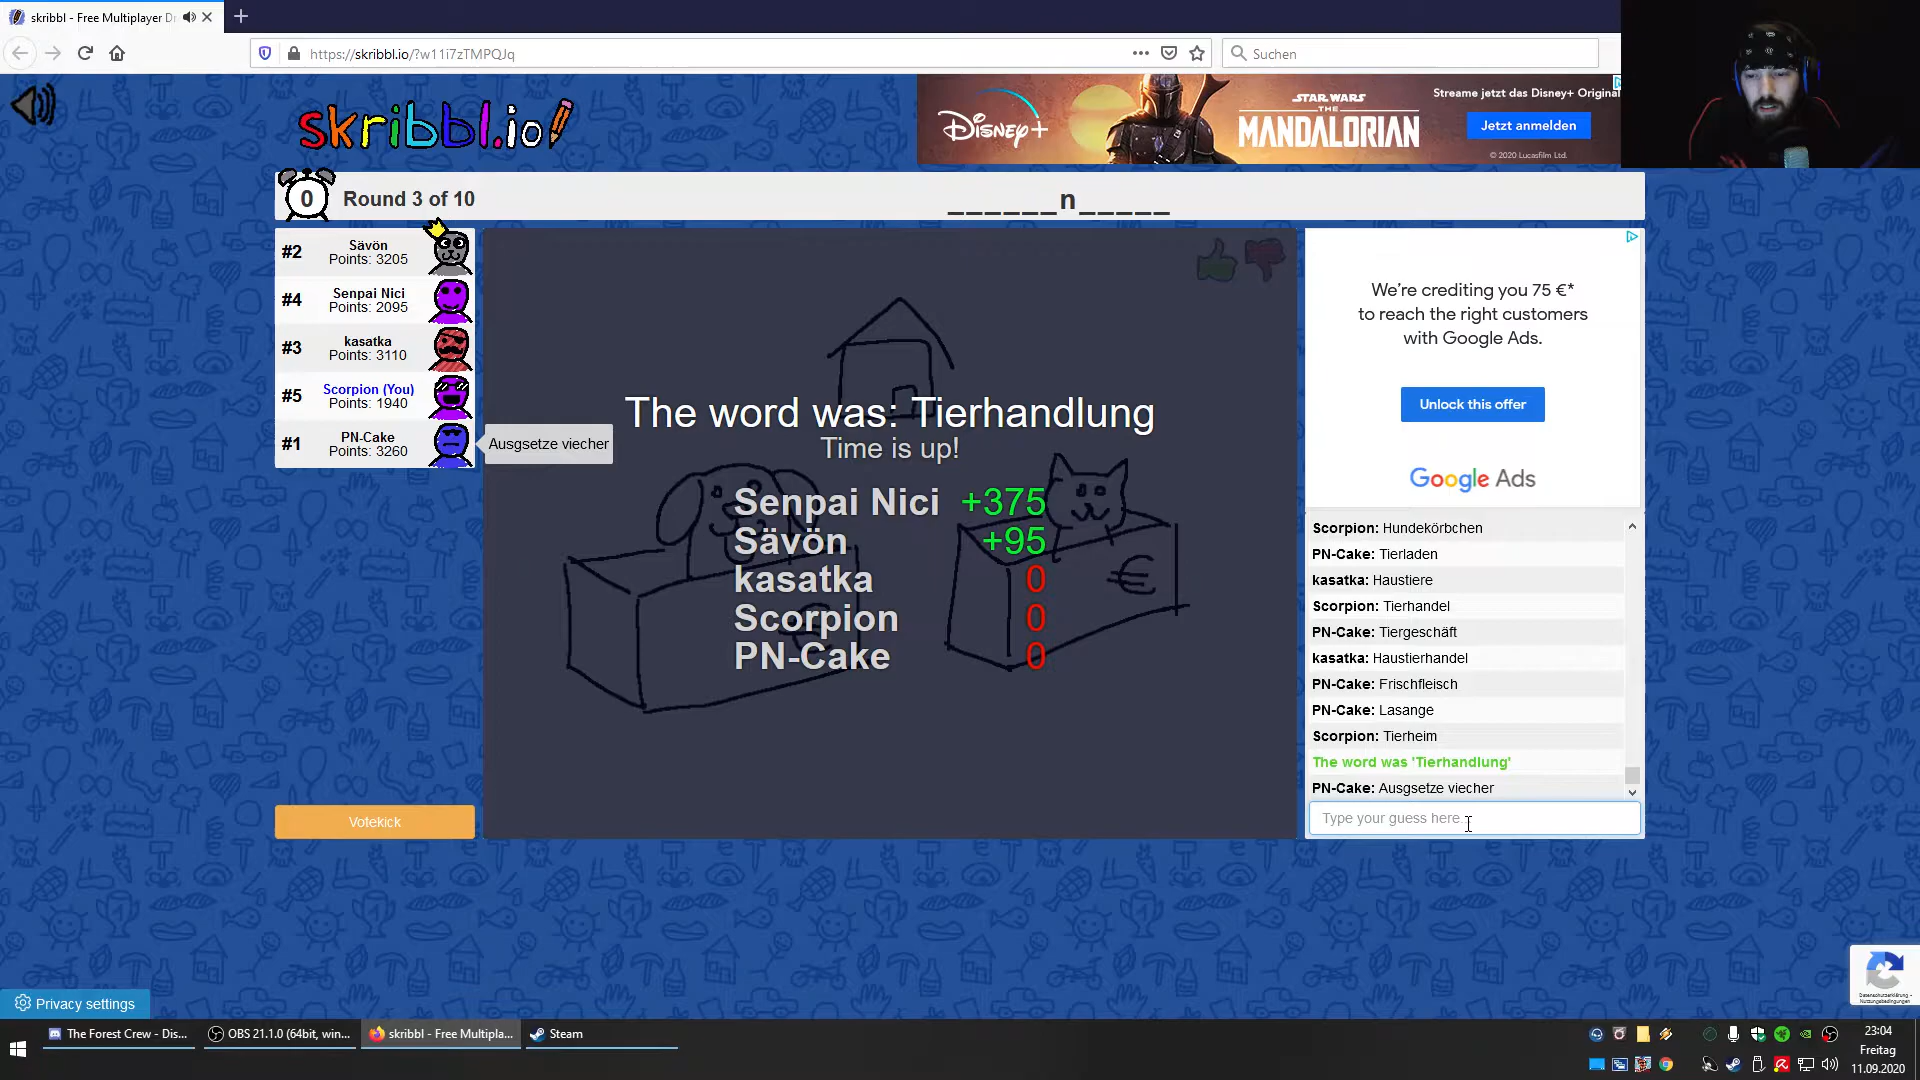 skribbl - Free Multiplayer Dr
https://skribbl.io/?w11i7zTMPQJq
Suchen
skribbl.io
Disney+
STAR WARS
THE
MANDALORIAN
Streame jetzt das Disney+ Original
Jetzt anmelden
© 2020 Lucasfilm Ltd.
0
Round 3 of 10
______n_____
#2
Sävön
Points: 3205
#4
Senpai Nici
Points: 2095
#3
kasatka
Points: 3110
#5
Scorpion (You)
Points: 1940
#1
PN-Cake
Points: 3260
Ausgsetze viecher
Votekick
The word was: Tierhandlung
Time is up!
Senpai Nici +375
Sävön +95
kasatka 0
Scorpion 0
PN-Cake 0
€
We're crediting you 75 €*
to reach the right customers
with Google Ads.
Unlock this offer
Google Ads
Scorpion: Hundekörbchen
PN-Cake: Tierladen
kasatka: Haustiere
Scorpion: Tierhandel
PN-Cake: Tiergeschäft
kasatka: Haustierhandel
PN-Cake: Frischfleisch
PN-Cake: Lasange
Scorpion: Tierheim
The word was 'Tierhandlung'
PN-Cake: Ausgsetze viecher
Type your guess here
Privacy settings
The Forest Crew - Dis...
OBS 21.1.0 (64bit, win...
skribbl - Free Multipla...
Steam
23:04
Freitag
11.09.2020